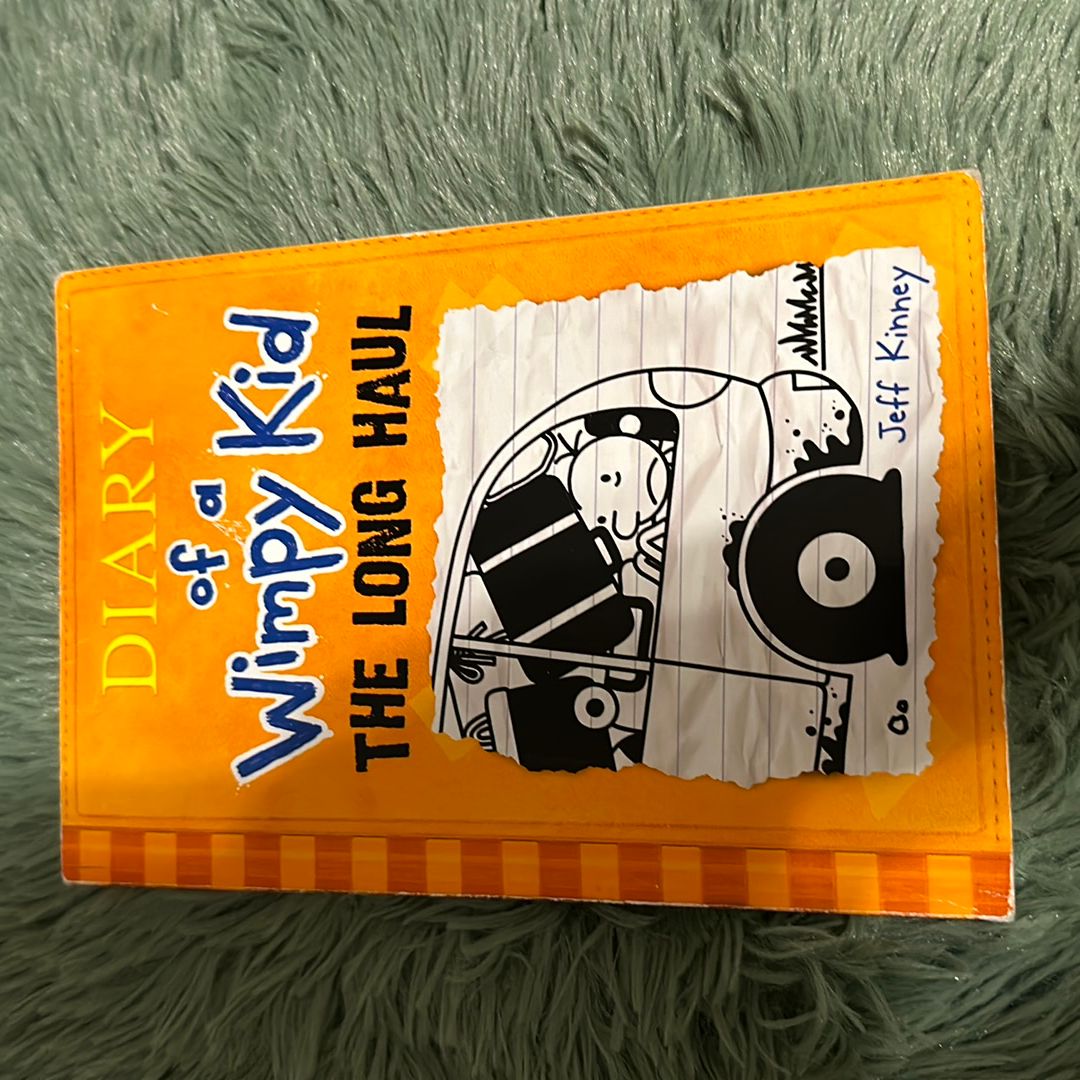 DIARY
of a
Wimpy Kid
THE LONG HAUL
Jeff Kinney